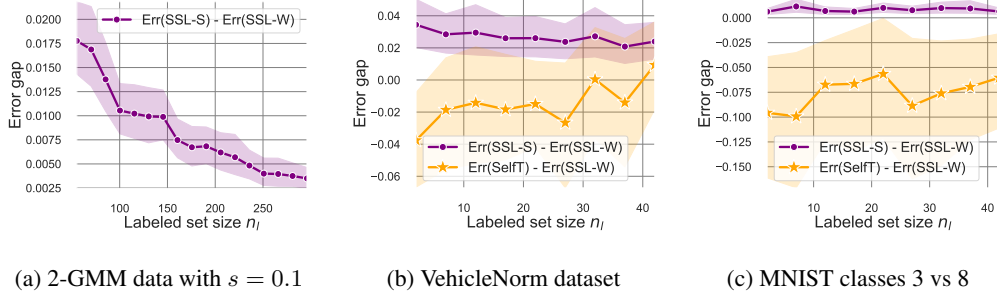 0.0200
0.0175
0.0150
0.0125
0.0100
0.0075
0.0050
0.0025
Error gap
Err(SSL-S) - Err(SSL-W)
100 150 200 250
Labeled set size n_l
(a) 2-GMM data with s = 0.1
0.04
0.02
0.00
−0.02
−0.04
−0.06
Error gap
Err(SSL-S) - Err(SSL-W)
Err(SelfT) - Err(SSL-W)
10 20 30 40
Labeled set size n_l
(b) VehicleNorm dataset
0.000
−0.025
−0.050
−0.075
−0.100
−0.125
−0.150
Error gap
Err(SSL-S) - Err(SSL-W)
Err(SelfT) - Err(SSL-W)
10 20 30 40
Labeled set size n_l
(c) MNIST classes 3 vs 8